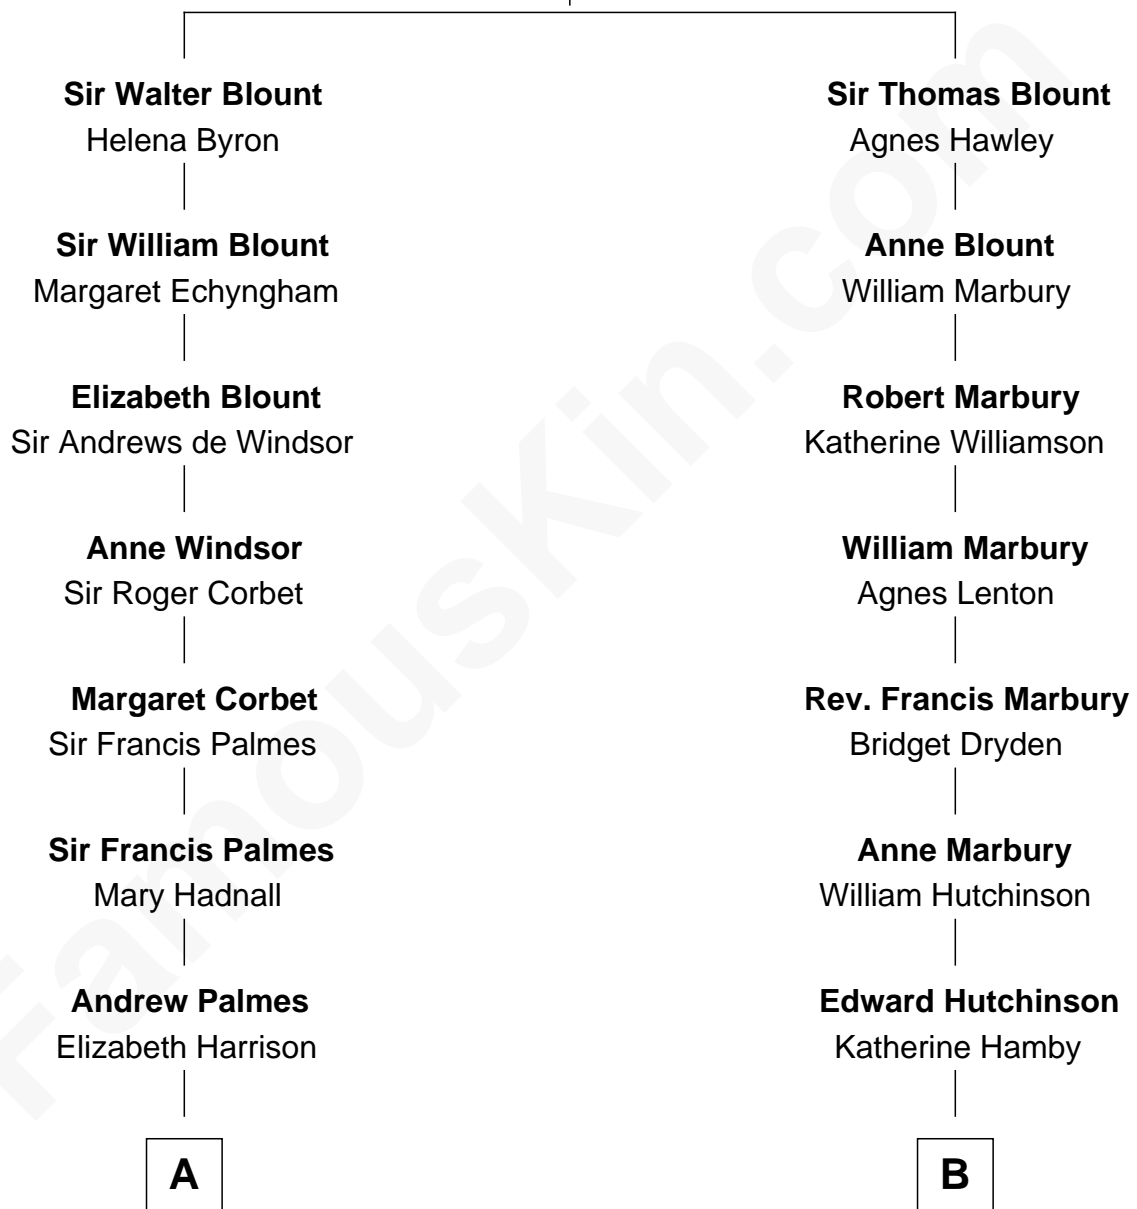 Sir Walter Blount
Helena Byron
Sir William Blount
Margaret Echyngham
Elizabeth Blount
Sir Andrews de Windsor
Anne Windsor
Sir Roger Corbet
Margaret Corbet
Sir Francis Palmes
Sir Francis Palmes
Mary Hadnall
Andrew Palmes
Elizabeth Harrison
A
Sir Thomas Blount
Agnes Hawley
Anne Blount
William Marbury
Robert Marbury
Katherine Williamson
William Marbury
Agnes Lenton
Rev. Francis Marbury
Bridget Dryden
Anne Marbury
William Hutchinson
Edward Hutchinson
Katherine Hamby
B
FamousKin.com